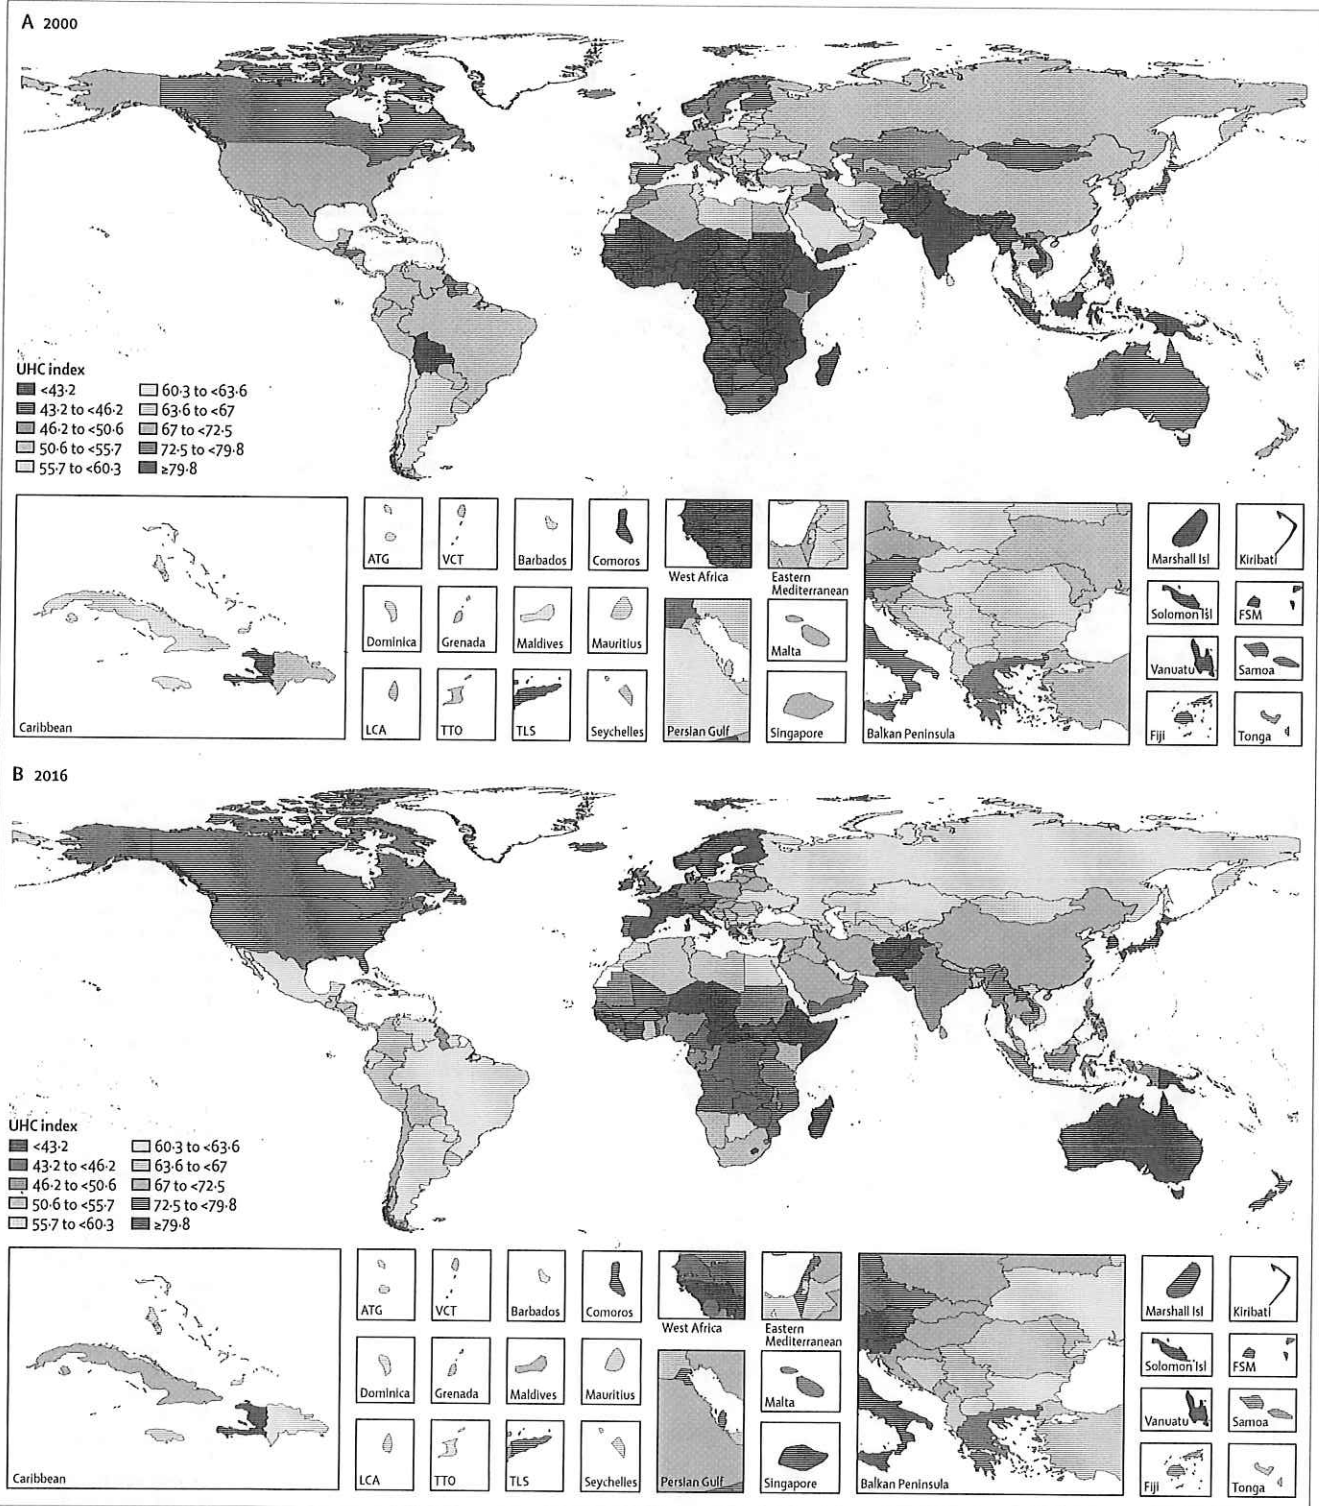 A 2000
UHC index
<43·2
43·2 to <46·2
46·2 to <50·6
50·6 to <55·7
55·7 to <60·3
60·3 to <63·6
63·6 to <67
67 to <72·5
72·5 to <79·8
≥79·8
Caribbean
ATG
VCT
Barbados
Comoros
West Africa
Eastern
Mediterranean
Marshall Isl
Kiribati
Dominica
Grenada
Maldives
Mauritius
Malta
Solomon Isl
FSM
Vanuatu
Samoa
LCA
TTO
TLS
Seychelles
Persian Gulf
Singapore
Balkan Peninsula
Fiji
Tonga
B 2016
UHC index
<43·2
43·2 to <46·2
46·2 to <50·6
50·6 to <55·7
55·7 to <60·3
60·3 to <63·6
63·6 to <67
67 to <72·5
72·5 to <79·8
≥79·8
Caribbean
ATG
VCT
Barbados
Comoros
West Africa
Eastern
Mediterranean
Marshall Isl
Kiribati
Dominica
Grenada
Maldives
Mauritius
Malta
Solomon Isl
FSM
Vanuatu
Samoa
LCA
TTO
TLS
Seychelles
Persian Gulf
Singapore
Balkan Peninsula
Fiji
Tonga